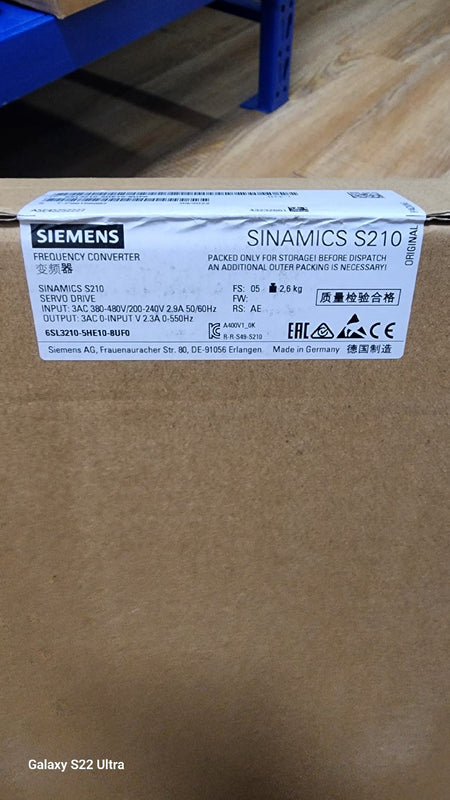 SIEMENS
SINAMICS S210
ORIGINAL
FREQUENCY CONVERTER
变频器
PACKED ONLY FOR STORAGE! BEFORE DISPATCH
AN ADDITIONAL OUTER PACKING IS NECESSARY!
SINAMICS S210
SERVO DRIVE
INPUT: 3AC 380-480V/200-240V 2.9A 50/60Hz
OUTPUT: 3AC 0-INPUT V 2.3A 0-550Hz
6SL3210-5HE10-8UF0
FS: 05 2,6 kg
FW:
RS: AE
质量检验合格
A400V1_0K
R-R-S49-S210
EAC CE
Siemens AG, Frauenauracher Str. 80, DE-91056 Erlangen Made in Germany 德国制造
Galaxy S22 Ultra